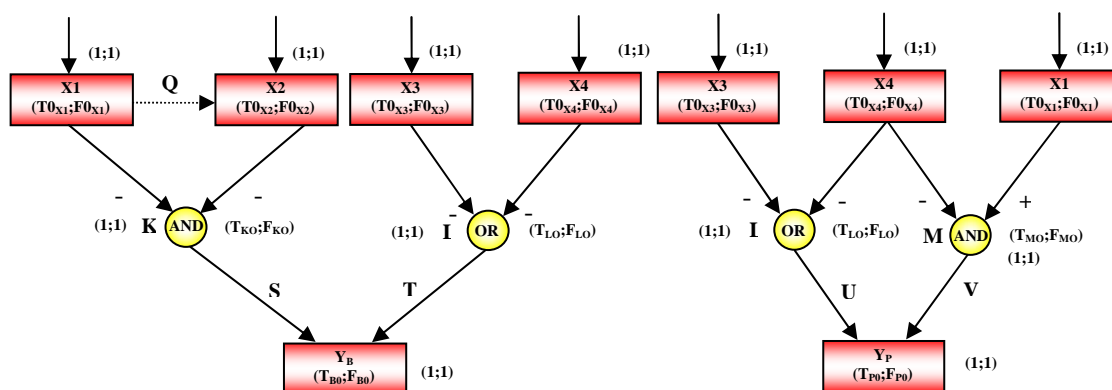 (1;1) (1;1) (1;1) (1;1) (1;1) (1;1) (1;1)
X1 Q X2 X3 X4 X3 X4 X1
(T0X1;F0X1) (T0X2;F0X2) (T0X3;F0X3) (T0X4;F0X4) (T0X3;F0X3) (T0X4;F0X4) (T0X1;F0X1)
- - - - - - - +
(1;1) K AND (TKO;FKO) (1;1) I OR (TLO;FLO) (1;1) I OR (TLO;FLO) M AND (TMO;FMO)
(1;1)
S T U V
YB YP
(TB0;FB0) (1;1) (TP0;FP0) (1;1)